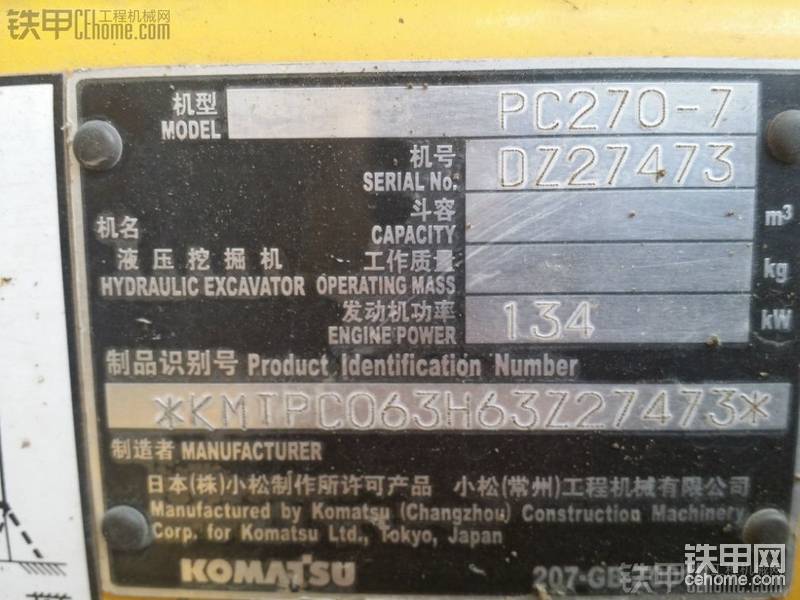 铁甲工程机械网
CEhome.com
机型
MODEL PC270-7
机号
SERIAL No. DZ27473
斗容
CAPACITY m³
机名
液压挖掘机
HYDRAULIC EXCAVATOR
工作质量
OPERATING MASS kg
发动机功率
ENGINE POWER 134 kW
制品识别号 Product Identification Number
*KMTPC063H63Z27473*
制造者 MANUFACTURER
日本(株)小松制作所许可产品 小松(常州)工程机械有限公司
Manufactured by Komatsu (Changzhou) Construction Machinery
Corp. for Komatsu Ltd., Tokyo, Japan
KOMATSU 207-GE
铁甲网
cehome.com